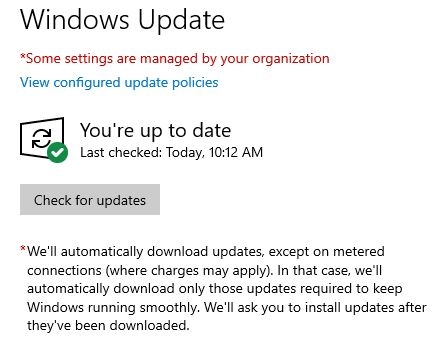 Windows Update
*Some settings are managed by your organization
View configured update policies
You're up to date
Last checked: Today, 10:12 AM
Check for updates
*We'll automatically download updates, except on metered
connections (where charges may apply). In that case, we'll
automatically download only those updates required to keep
Windows running smoothly. We'll ask you to install updates after
they've been downloaded.